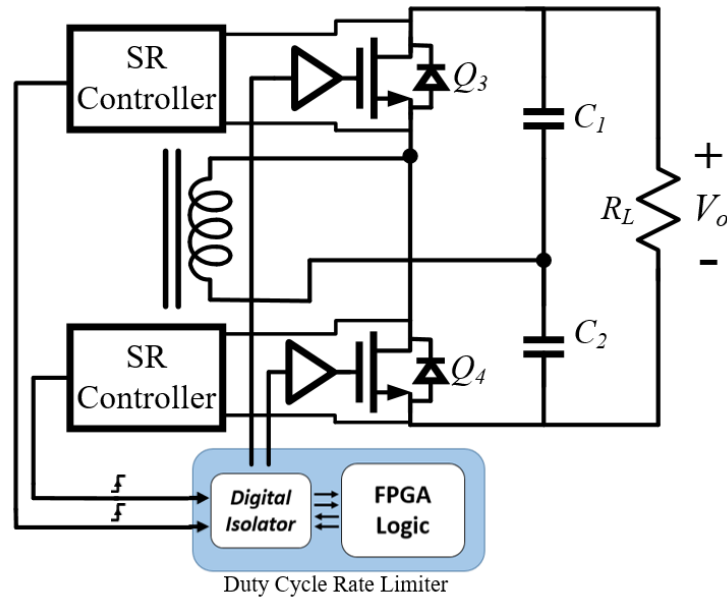 SR
Controller
Q3
C1
+
RL
Vo
-
SR
Controller
Q4
C2
Digital
Isolator
FPGA
Logic
Duty Cycle Rate Limiter